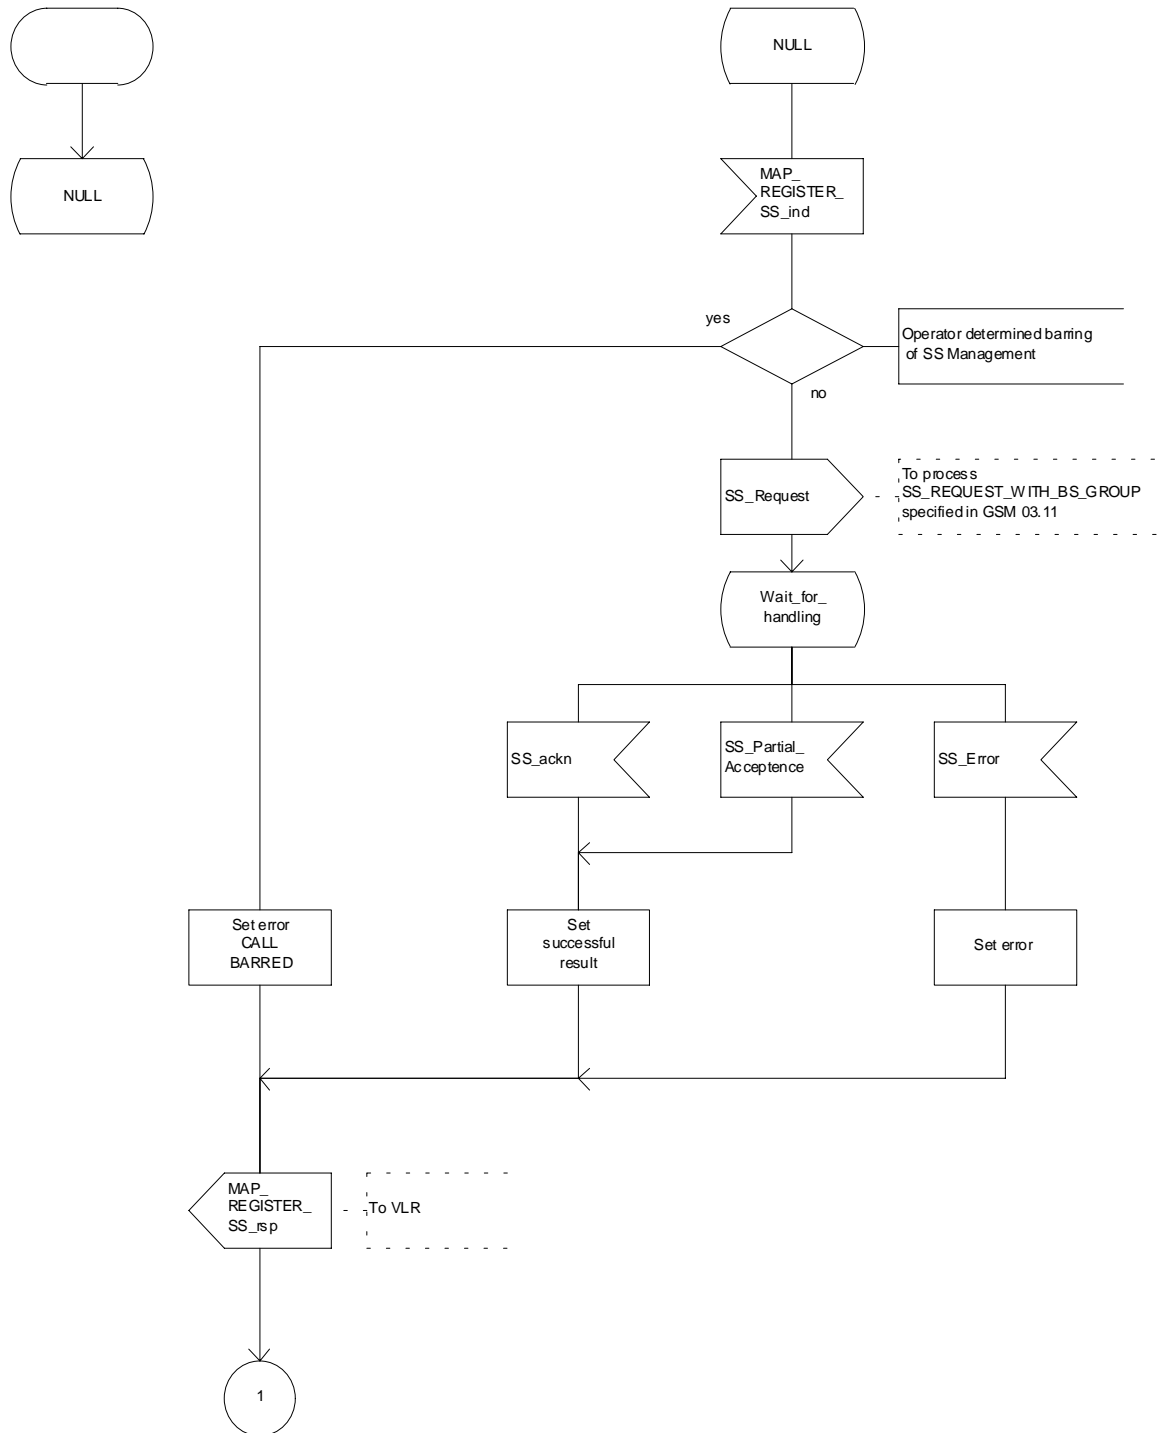 NULL
NULL
MAP_
REGISTER_
SS_ind
yes
Operator determined barring
of SS Management
no
SS_Request
To process
SS_REQUEST_WITH_BS_GROUP
specified in GSM 03.11
Wait_for_
handling
SS_ackn
SS_Partial_
Acceptence
SS_Error
Set error
CALL
BARRED
Set
successful
result
Set error
MAP_
REGISTER_
SS_rsp
To VLR
1